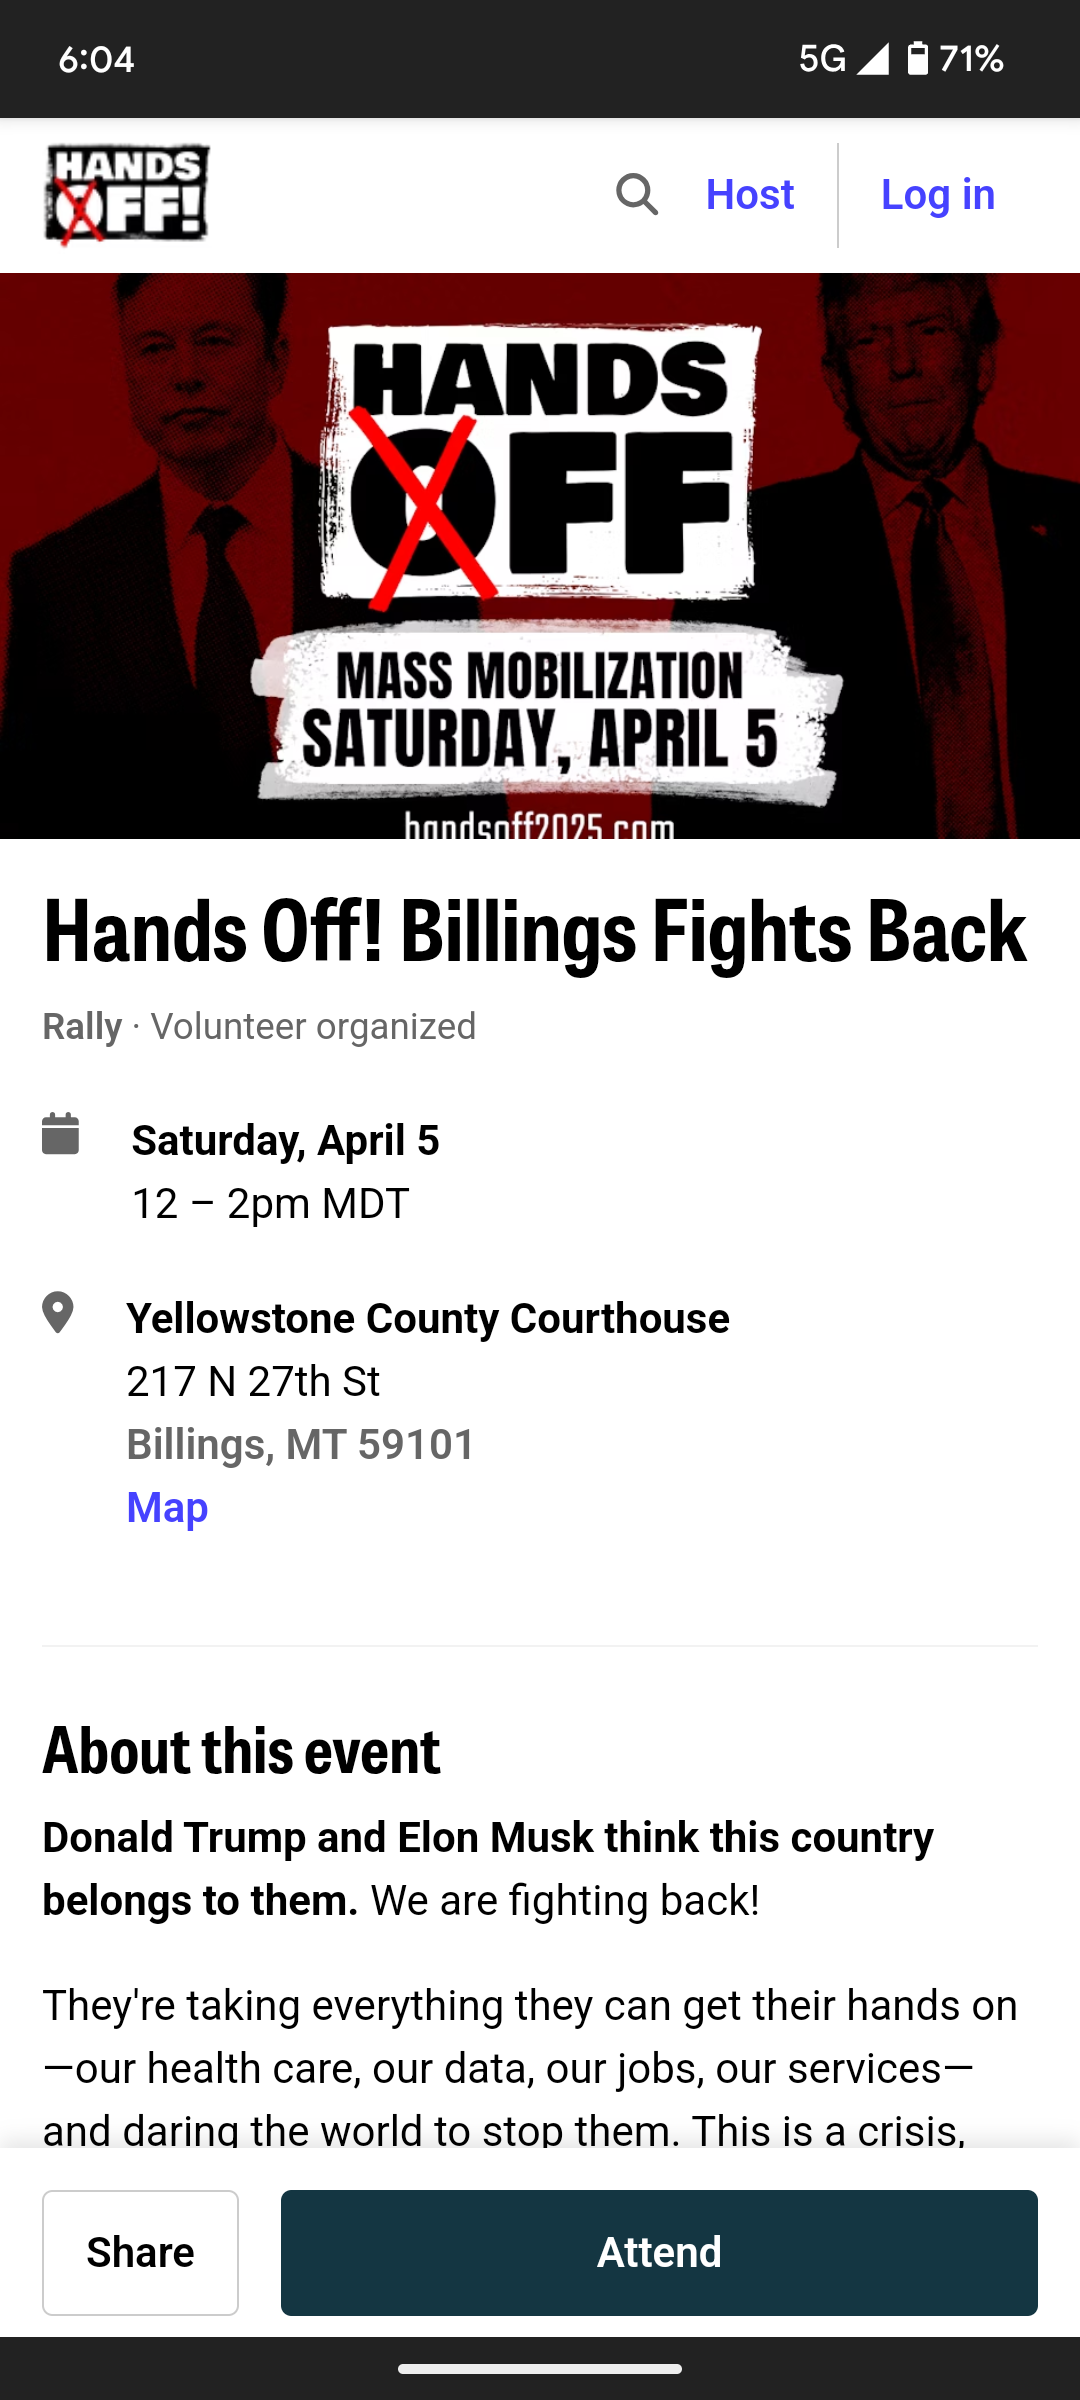 6:04
5G 71%
HANDS
OFF!
Host
Log in
HANDS
OFF
MASS MOBILIZATION
SATURDAY, APRIL 5
handsoff2025.com
Hands Off! Billings Fights Back
Rally · Volunteer organized
Saturday, April 5
12 – 2pm MDT
Yellowstone County Courthouse
217 N 27th St
Billings, MT 59101
Map
About this event
Donald Trump and Elon Musk think this country
belongs to them. We are fighting back!
They're taking everything they can get their hands on
—our health care, our data, our jobs, our services—
and daring the world to stop them. This is a crisis,
Share
Attend